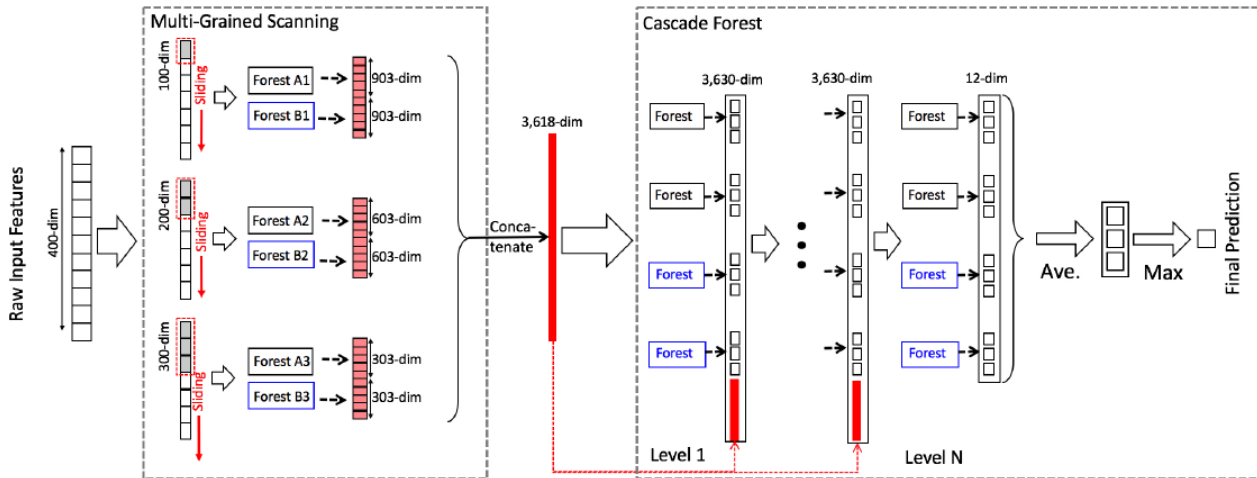 Multi-Grained Scanning
Cascade Forest
Raw Input Features
400-dim
100-dim
Sliding
Forest A1
Forest B1
903-dim
903-dim
200-dim
Sliding
Forest A2
Forest B2
603-dim
603-dim
300-dim
Sliding
Forest A3
Forest B3
303-dim
303-dim
Conca-
tenate
3,618-dim
3,630-dim
3,630-dim
12-dim
Forest
Forest
Forest
Forest
Forest
Forest
Forest
Forest
Level 1
Level N
Ave.
Max
Final Prediction